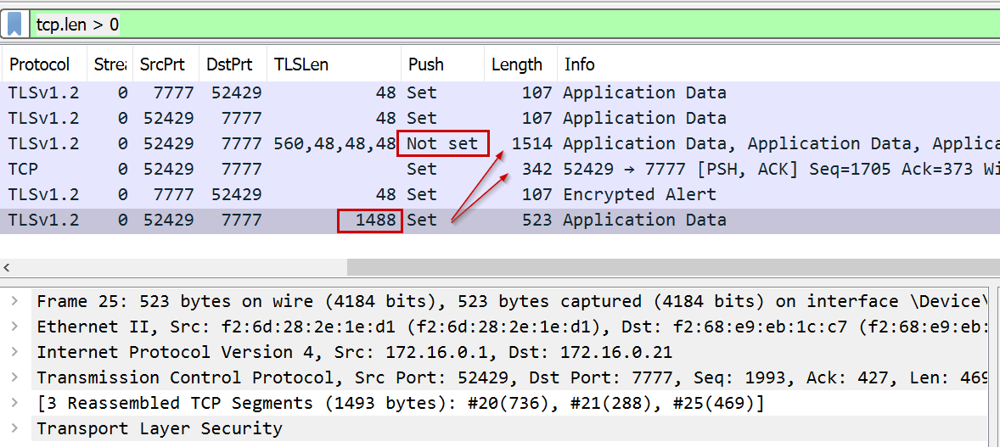 tcp.len > 0
Protocol Strea SrcPrt DstPrt TLSLen Push Length Info
TLSv1.2 0 7777 52429 48 Set 107 Application Data
TLSv1.2 0 52429 7777 48 Set 107 Application Data
TLSv1.2 0 52429 7777 560,48,48,48 Not set 1514 Application Data, Application Data, Applica
TCP 0 52429 7777 Set 342 52429 → 7777 [PSH, ACK] Seq=1705 Ack=373 Wi
TLSv1.2 0 7777 52429 48 Set 107 Encrypted Alert
TLSv1.2 0 52429 7777 1488 Set 523 Application Data
<
> Frame 25: 523 bytes on wire (4184 bits), 523 bytes captured (4184 bits) on interface \Device\
> Ethernet II, Src: f2:6d:28:2e:1e:d1 (f2:6d:28:2e:1e:d1), Dst: f2:68:e9:eb:1c:c7 (f2:68:e9:eb:
> Internet Protocol Version 4, Src: 172.16.0.1, Dst: 172.16.0.21
> Transmission Control Protocol, Src Port: 52429, Dst Port: 7777, Seq: 1993, Ack: 427, Len: 469
> [3 Reassembled TCP Segments (1493 bytes): #20(736), #21(288), #25(469)]
> Transport Layer Security